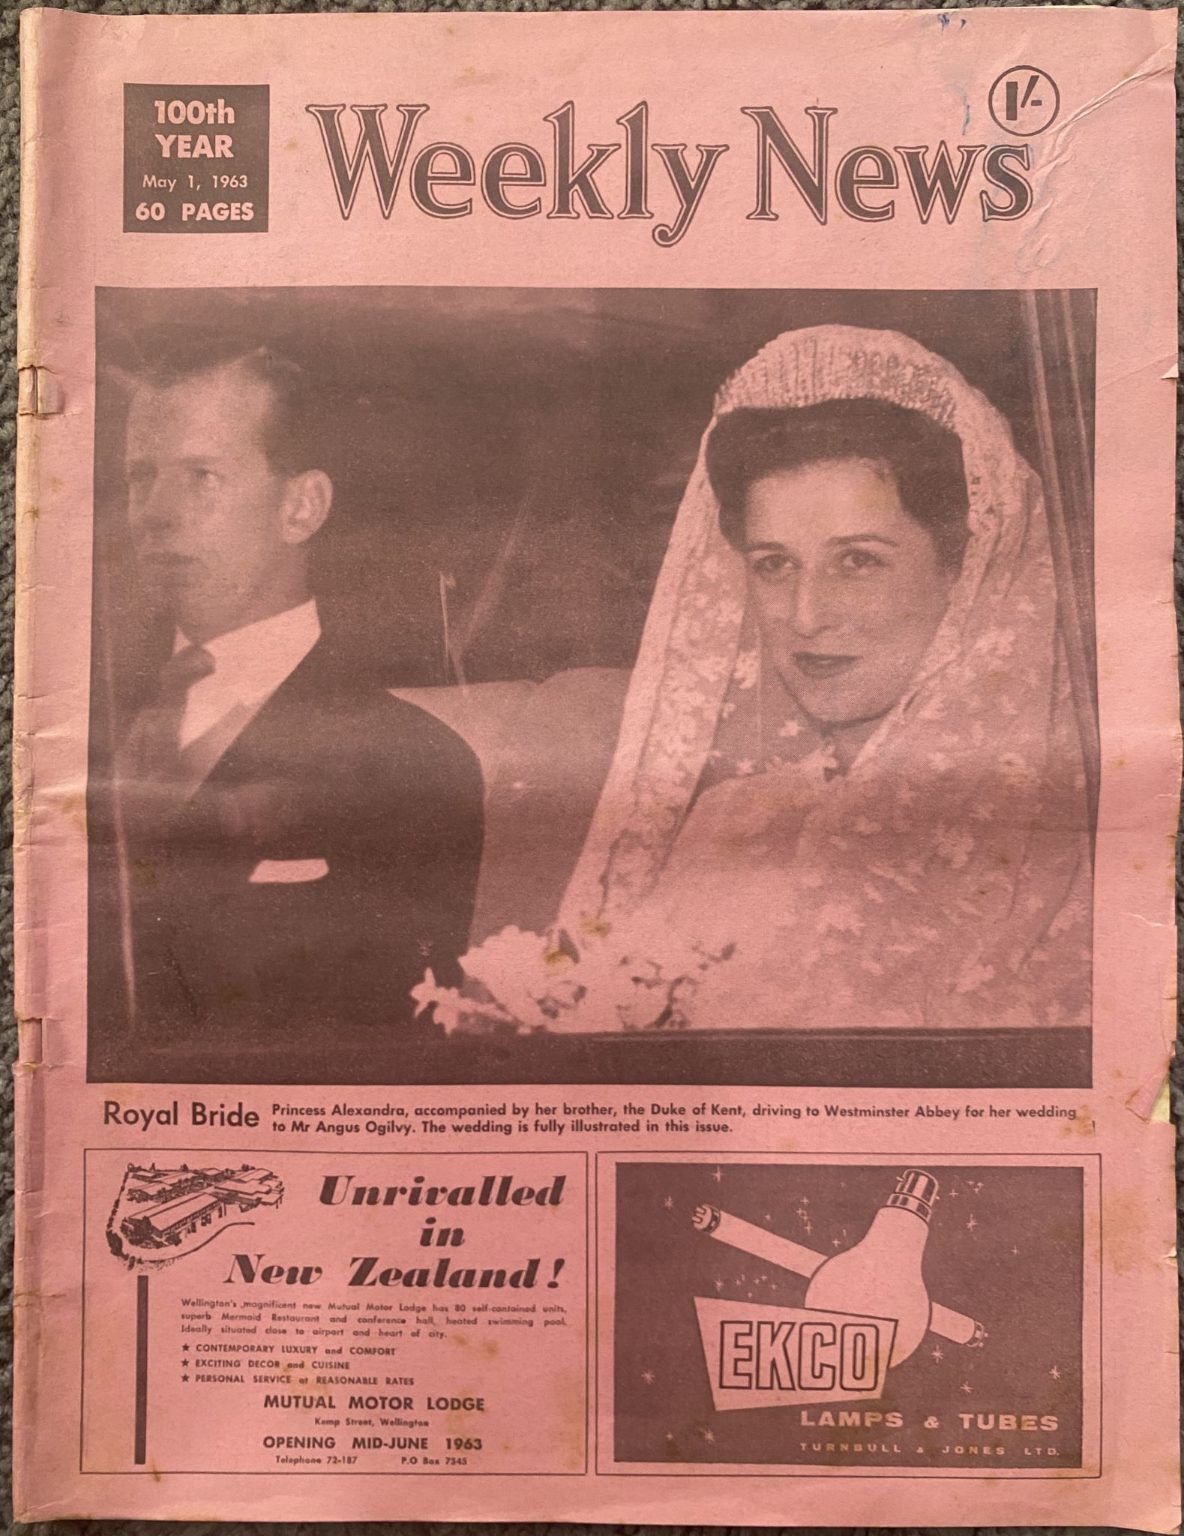 100th
YEAR
May 1, 1963
60 PAGES
Weekly News
1/-
Royal Bride
Princess Alexandra, accompanied by her brother, the Duke of Kent, driving to Westminster Abbey for her wedding
to Mr Angus Ogilvy. The wedding is fully illustrated in this issue.
Unrivalled
in
New Zealand!
Wellington's magnificent new Mutual Motor Lodge has 80 self-contained units,
superb Mermaid Restaurant and conference hall, heated swimming pool.
Ideally situated close to airport and heart of city.
★ CONTEMPORARY LUXURY and COMFORT
★ EXCITING DECOR and CUISINE
★ PERSONAL SERVICE at REASONABLE RATES
MUTUAL MOTOR LODGE
Kemp Street, Wellington
OPENING MID-JUNE 1963
Telephone 72-187 P.O Box 7545
EKCO
LAMPS & TUBES
TURNBULL & JONES LTD.